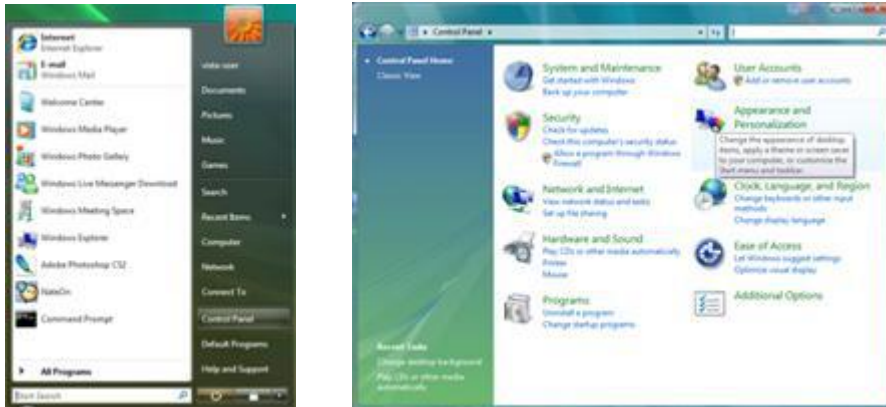 Internet
Internet Explorer
E-mail
Windows Mail
Welcome Center
Windows Media Player
Windows Photo Gallery
Windows Live Messenger Download
Windows Meeting Space
Windows Explorer
Adobe Photoshop CS2
NateOn
Command Prompt
All Programs
Start Search
vista user
Documents
Pictures
Music
Games
Search
Recent Items
Computer
Network
Connect To
Control Panel
Default Programs
Help and Support
Control Panel
Control Panel Home
Classic View
Recent Tasks
Change desktop background
Play CDs or other media
automatically
System and Maintenance
Get started with Windows
Back up your computer
Security
Check for updates
Check this computer's security status
Allow a program through Windows
Firewall
Network and Internet
View network status and tasks
Set up file sharing
Hardware and Sound
Play CDs or other media automatically
Printer
Mouse
Programs
Uninstall a program
Change startup programs
User Accounts
Add or remove user accounts
Appearance and
Personalization
Change the appearance of desktop
items, apply a theme or screen saver
to your computer, or customize the
Start menu and taskbar.
Clock, Language, and Region
Change keyboards or other input
methods
Change display language
Ease of Access
Let Windows suggest settings
Optimize visual display
Additional Options